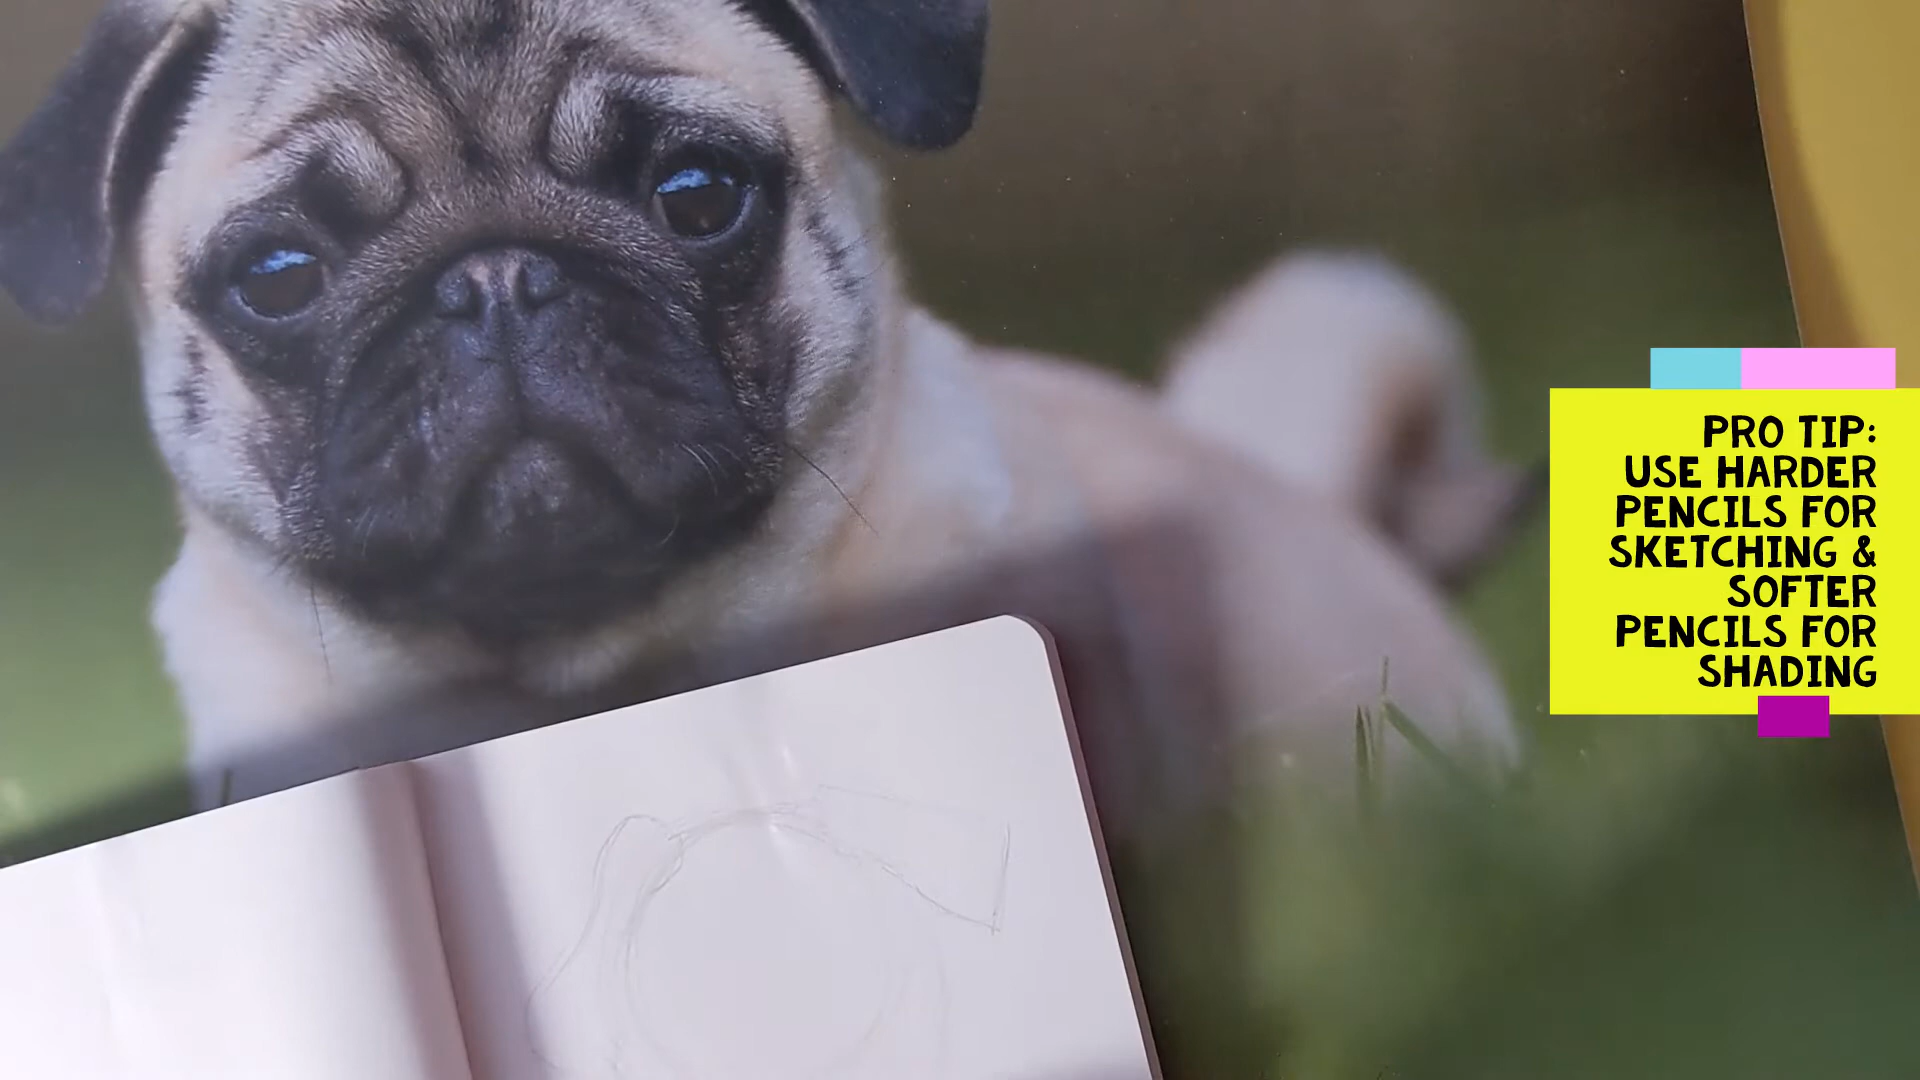 PRO TIP:
USE HARDER
PENCILS FOR
SKETCHING &
SOFTER
PENCILS FOR
SHADING